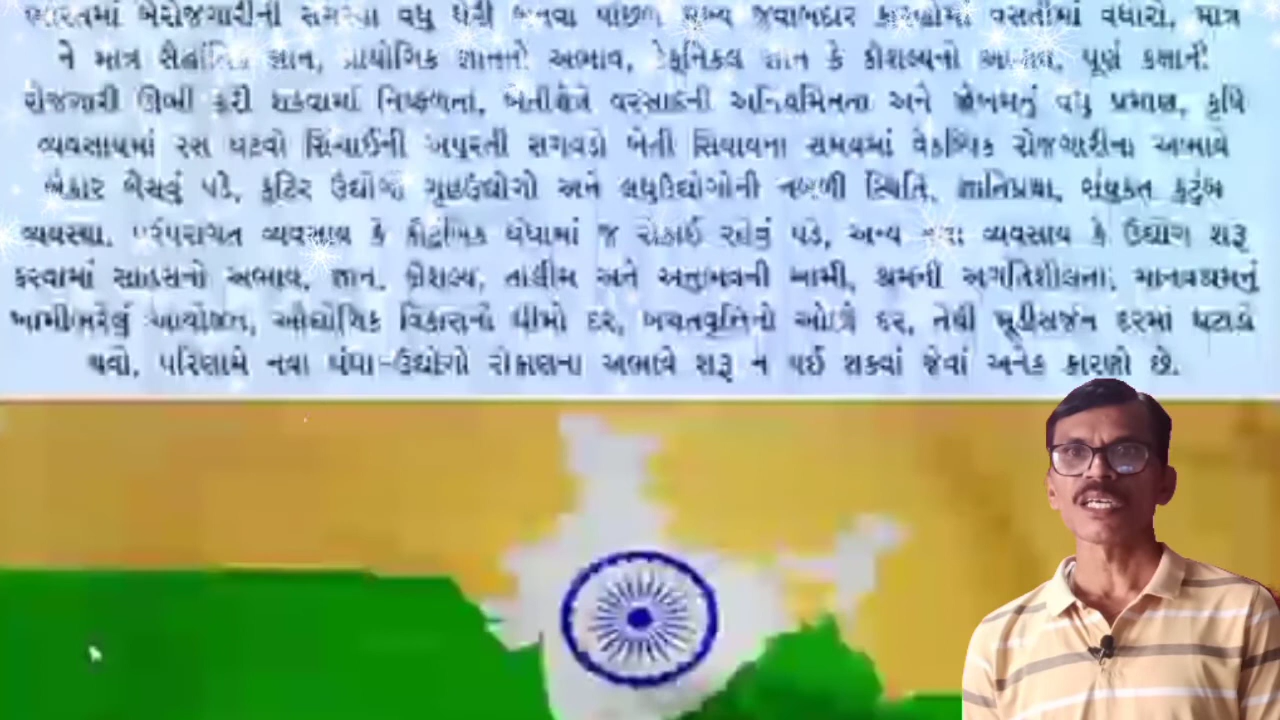 ભારતમાં બેરોજગારીની સમસ્યા વધુ ઘેરી બનવા પાછળ મુખ્ય જવાબદાર કારણોમાં વસતીમાં વધારો, માત્ર
ને માત્ર સૈદ્ધાંતિક જ્ઞાન, પ્રાયોગિક જ્ઞાનનો અભાવ, ટેક્નિકલ જ્ઞાન કે કૌશલ્યનો અભાવ, પૂર્ણ કક્ષાની
રોજગારી ઊભી કરી શકવામાં નિષ્ફળતા, ખેતીક્ષેત્રે વરસાદની અનિયમિતતા અને જોખમનું વધુ પ્રમાણ, કૃષિ
વ્યવસાયમાં રસ ઘટવો સિંચાઈની અપૂરતી સગવડો ખેતી સિવાયના સમયમાં વૈકલ્પિક રોજગારીના અભાવે
બેકાર બેસવું પડે, કુટિર ઉદ્યોગો ગૃહઉદ્યોગો અને લઘુઉદ્યોગોની નબળી સ્થિતિ, જ્ઞાતિપ્રથા, સંયુક્ત કુટુંબ
વ્યવસ્થા, પરંપરાગત વ્યવસાય કે કૌટુંબિક ધંધામાં જ રોકાઈ રહેવું પડે, અન્ય નવા વ્યવસાય કે ઉદ્યોગ શરૂ
કરવામાં સાહસનો અભાવ, જ્ઞાન, કૌશલ્ય, તાલીમ અને અનુભવની ખામી, શ્રમની અગતિશીલતા, માનવશ્રમનું
ખામીભરેલું આયોજન, ઔદ્યોગિક વિકાસનો ધીમો દર, બચતવૃત્તિનો ઓછો દર, તેથી મૂડીસર્જન દરમાં ઘટાડો
થવો, પરિણામે નવા ધંધા-ઉદ્યોગો રોકાણના અભાવે શરૂ ન થઈ શકવાં જેવાં અનેક કારણો છે.